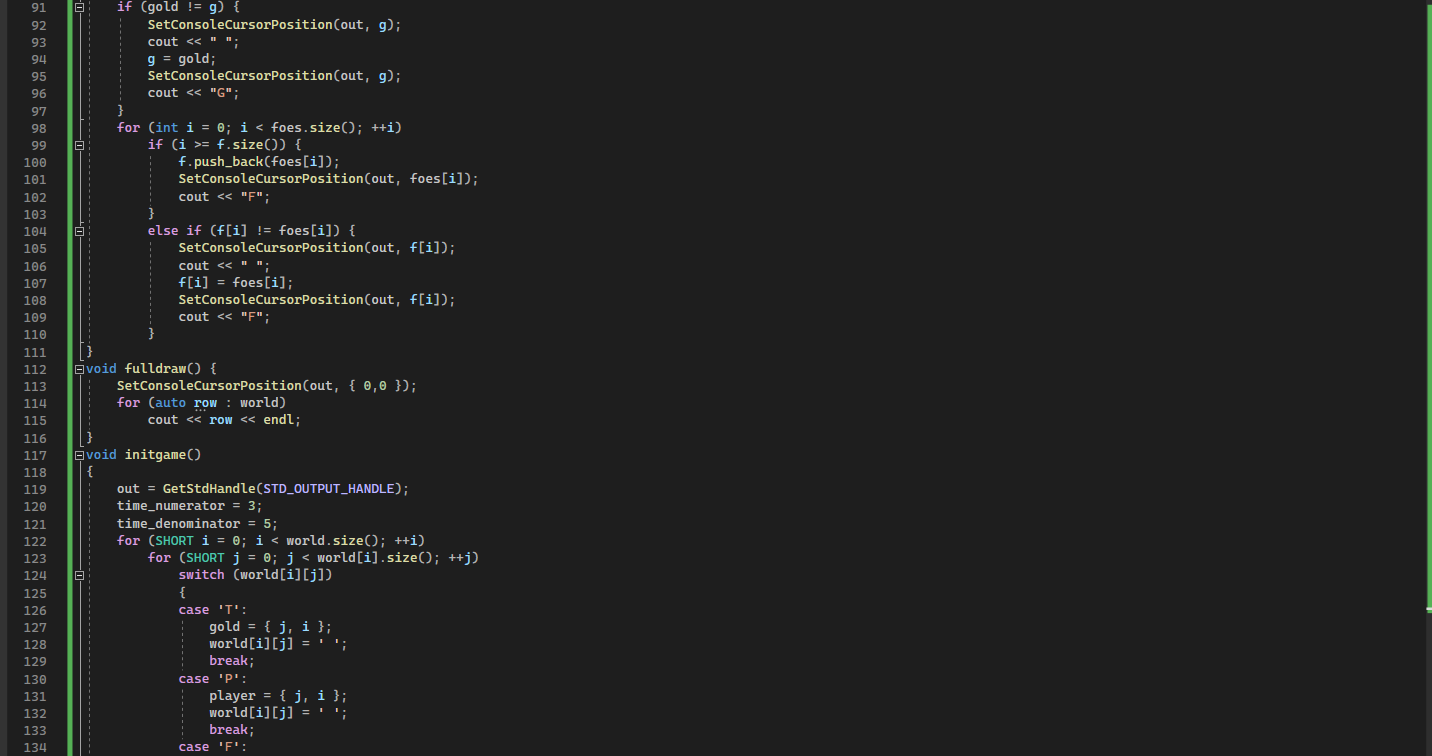 91 if (gold != g) {
92 SetConsoleCursorPosition(out, g);
93 cout << " ";
94 g = gold;
95 SetConsoleCursorPosition(out, g);
96 cout << "G";
97 }
98 for (int i = 0; i < foes.size(); ++i)
99 if (i >= f.size()) {
100 f.push_back(foes[i]);
101 SetConsoleCursorPosition(out, foes[i]);
102 cout << "F";
103 }
104 else if (f[i] != foes[i]) {
105 SetConsoleCursorPosition(out, f[i]);
106 cout << " ";
107 f[i] = foes[i];
108 SetConsoleCursorPosition(out, f[i]);
109 cout << "F";
110 }
111 }
112 void fulldraw() {
113 SetConsoleCursorPosition(out, { 0,0 });
114 for (auto row : world)
115 cout << row << endl;
116 }
117 void initgame()
118 {
119 out = GetStdHandle(STD_OUTPUT_HANDLE);
120 time_numerator = 3;
121 time_denominator = 5;
122 for (SHORT i = 0; i < world.size(); ++i)
123 for (SHORT j = 0; j < world[i].size(); ++j)
124 switch (world[i][j])
125 {
126 case 'T':
127 gold = { j, i };
128 world[i][j] = ' ';
129 break;
130 case 'P':
131 player = { j, i };
132 world[i][j] = ' ';
133 break;
134 case 'F':